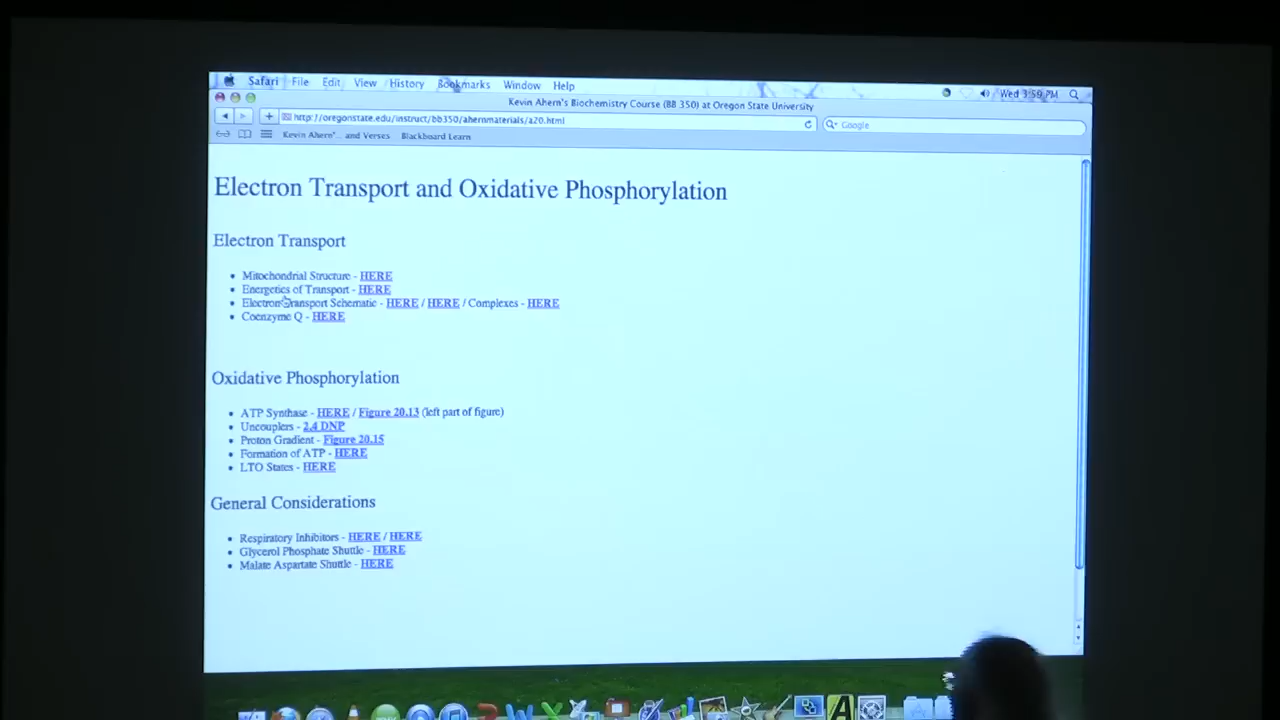 Safari File Edit View History Bookmarks Window Help Wed 3:59 PM
Kevin Ahern's Biochemistry Course (BB 350) at Oregon State University
http://oregonstate.edu/instruct/bb350/ahernmaterials/a20.html Google
Kevin Ahern'... and Verses Blackboard Learn
Electron Transport and Oxidative Phosphorylation
Electron Transport
• Mitochondrial Structure - HERE
• Energetics of Transport - HERE
• Electron Transport Schematic - HERE / HERE / Complexes - HERE
• Coenzyme Q - HERE
Oxidative Phosphorylation
• ATP Synthase - HERE / Figure 20.13 (left part of figure)
• Uncouplers - 2,4 DNP
• Proton Gradient - Figure 20.15
• Formation of ATP - HERE
• LTO States - HERE
General Considerations
• Respiratory Inhibitors - HERE / HERE
• Glycerol Phosphate Shuttle - HERE
• Malate Aspartate Shuttle - HERE